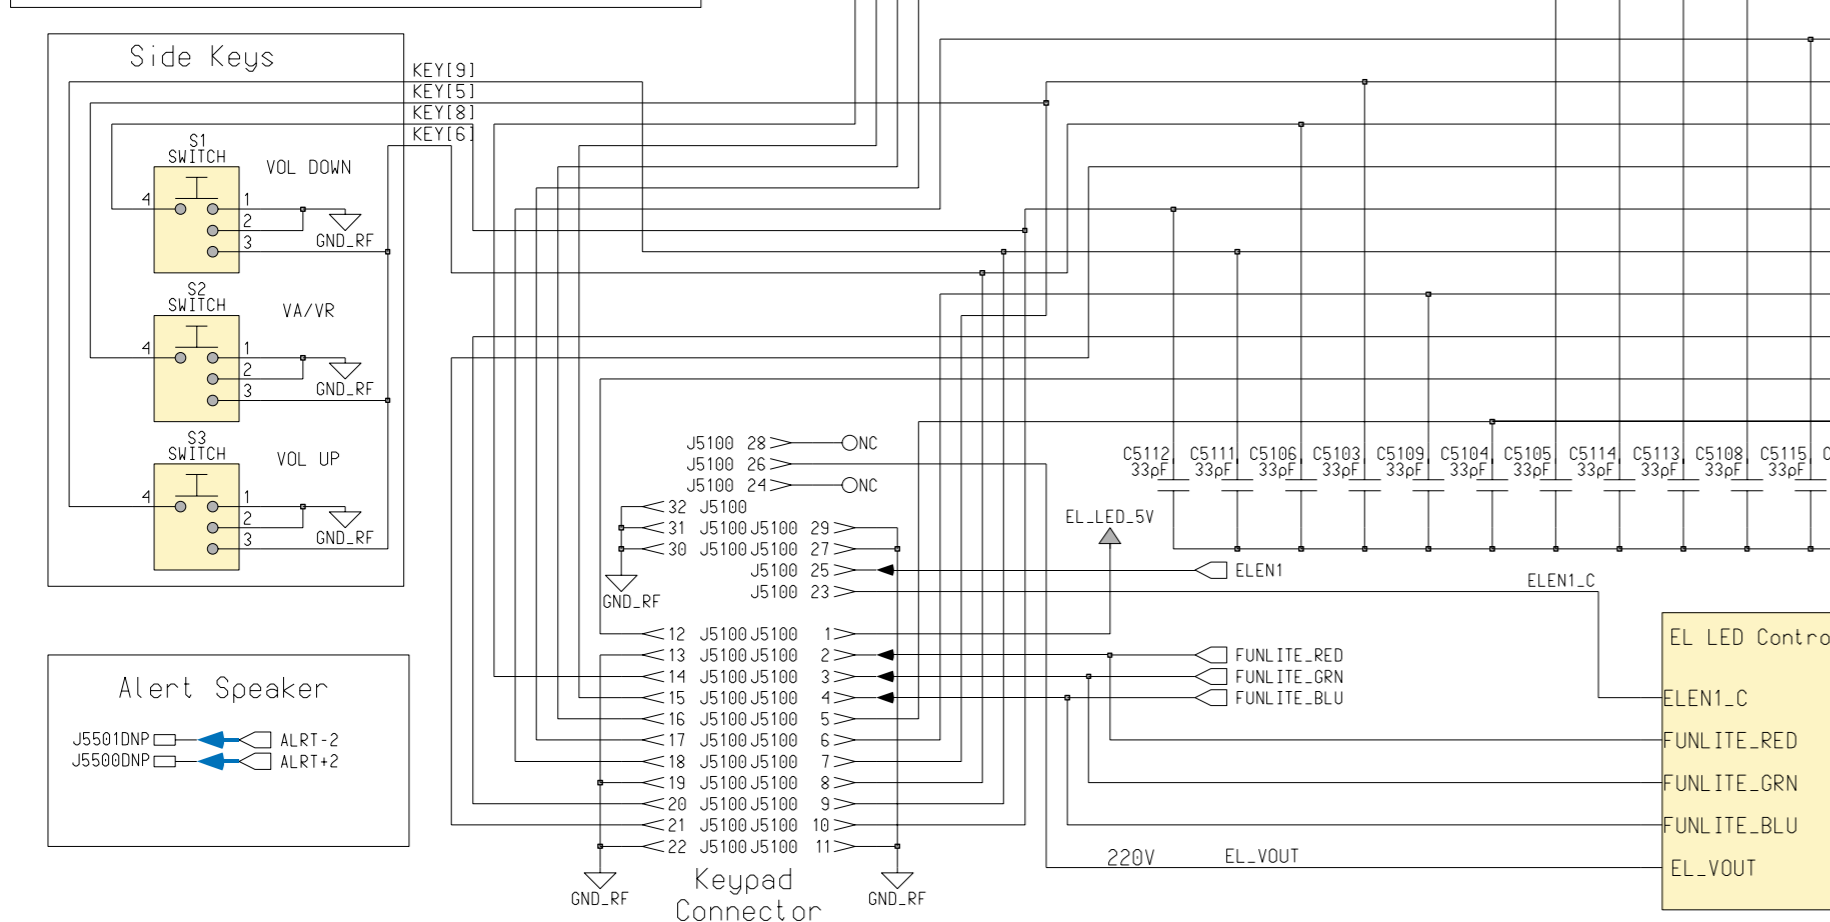 Side Keys
KEY[9]
KEY[5]
KEY[8]
KEY[6]
S1
SWITCH
VOL DOWN
4
1
2
3
GND_RF
S2
SWITCH
VA/VR
4
1
2
3
GND_RF
S3
SWITCH
VOL UP
4
1
2
3
GND_RF
Alert Speaker
J5501DNP
ALRT-2
J5500DNP
ALRT+2
J5100 28
NC
J5100 26
J5100 24
NC
32 J5100
31 J5100 J5100 29
30 J5100 J5100 27
J5100 25
ELEN1
J5100 23
GND_RF
12 J5100 J5100 1
13 J5100 J5100 2
FUNLITE_RED
14 J5100 J5100 3
FUNLITE_GRN
15 J5100 J5100 4
FUNLITE_BLU
16 J5100 J5100 5
17 J5100 J5100 6
18 J5100 J5100 7
19 J5100 J5100 8
20 J5100 J5100 9
21 J5100 J5100 10
22 J5100 J5100 11
GND_RF
GND_RF
Keypad
Connector
EL_LED_5V
C5112 C5111 C5106 C5103 C5109 C5104 C5105 C5114 C5113 C5108 C5115 C
33pF 33pF 33pF 33pF 33pF 33pF 33pF 33pF 33pF 33pF 33pF
ELEN1_C
220V
EL_VOUT
EL LED Contro
ELEN1_C
FUNLITE_RED
FUNLITE_GRN
FUNLITE_BLU
EL_VOUT